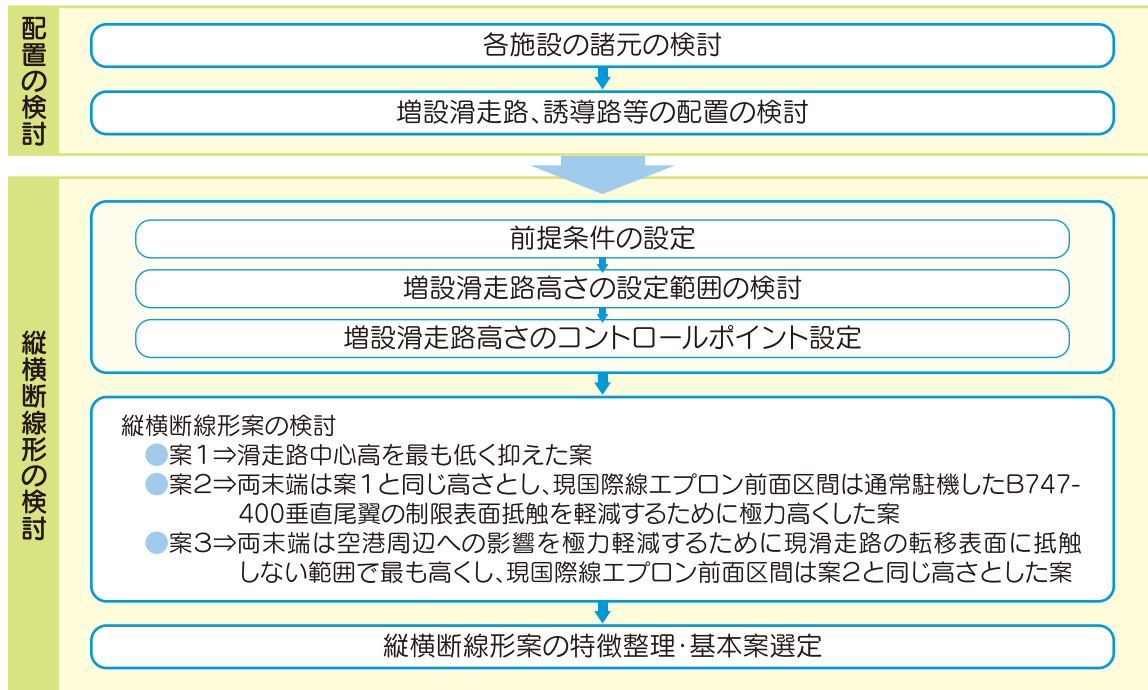 配置の検討
各施設の諸元の検討
増設滑走路、誘導路等の配置の検討
縦横断線形の検討
前提条件の設定
増設滑走路高さの設定範囲の検討
増設滑走路高さのコントロールポイント設定
縦横断線形案の検討
●案1⇒滑走路中心高を最も低く抑えた案
●案2⇒両末端は案1と同じ高さとし、現国際線エプロン前面区間は通常駐機したB747-
400垂直尾翼の制限表面抵触を軽減するために極力高くした案
●案3⇒両末端は空港周辺への影響を極力軽減するために現滑走路の転移表面に抵触
しない範囲で最も高くし、現国際線エプロン前面区間は案2と同じ高さとした案
縦横断線形案の特徴整理·基本案選定